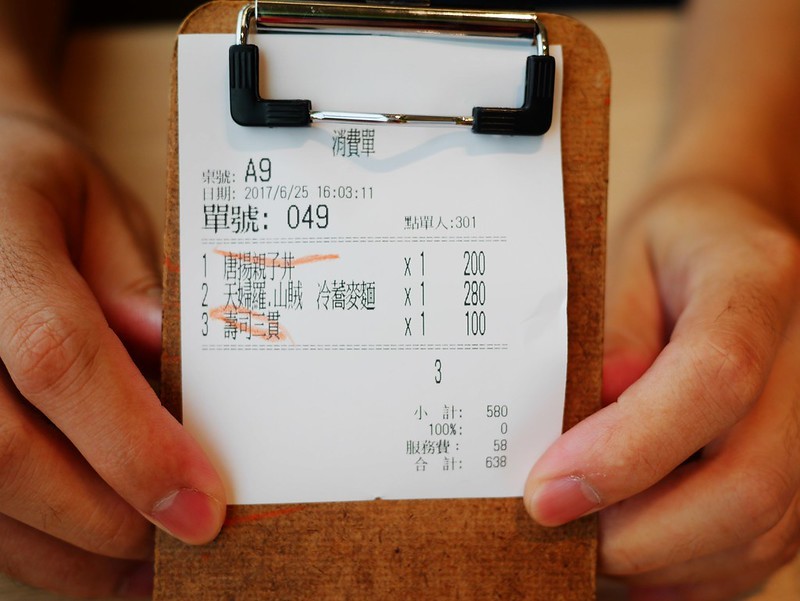 消費單
桌號: A9
日期: 2017/6/25 16:03:11
單號: 049 點單人:301
1 唐揚親子丼 x 1 200
2 天婦羅.山賊 冷蕎麥麵 x 1 280
3 壽司三貫 x 1 100
3
小 計: 580
100%: 0
服務費: 58
合 計: 638